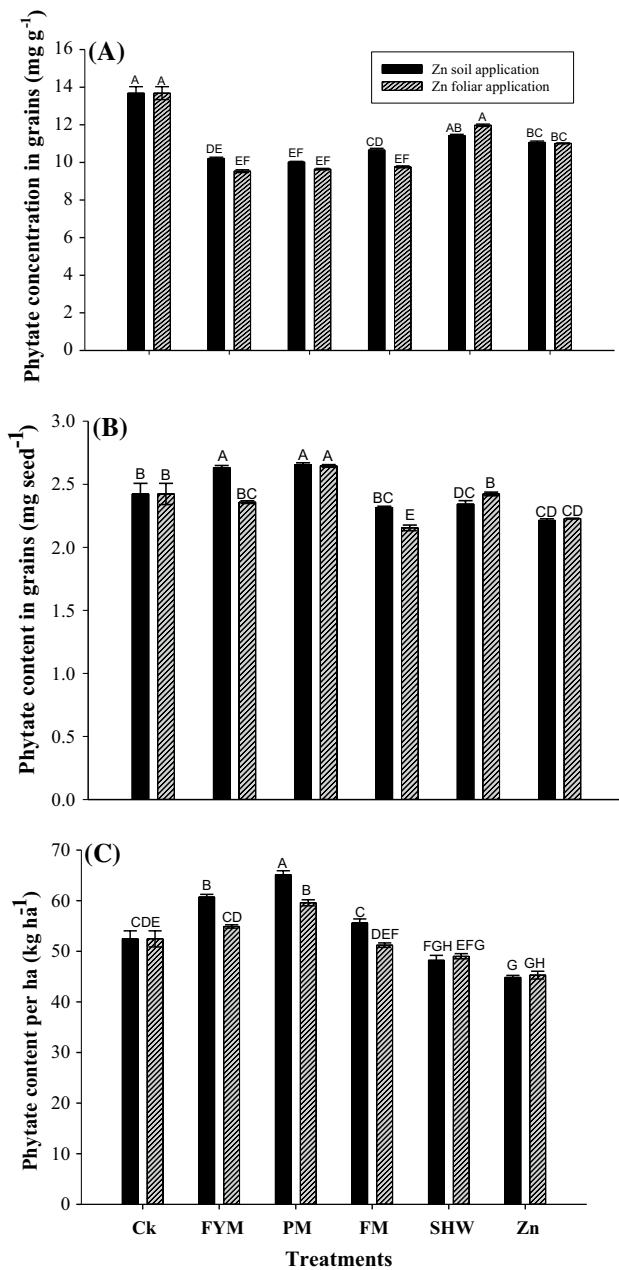 (A)
Phytate concentration in grains (mg g⁻¹)
16
14
12
10
8
6
4
2
0
Zn soil application
Zn foliar application
A A
DE EF
EF EF
CD EF
AB A
BC BC
(B)
Phytate content in grains (mg seed⁻¹)
3.0
2.5
2.0
1.5
1.0
0.5
0.0
B B
A BC
A A
BC E
DC B
CD CD
(C)
Phytate content per ha (kg ha⁻¹)
70
60
50
40
30
20
10
0
CDE
B CD
A B
C DEF
FGH EFG
G GH
Ck FYM PM FM SHW Zn
Treatments